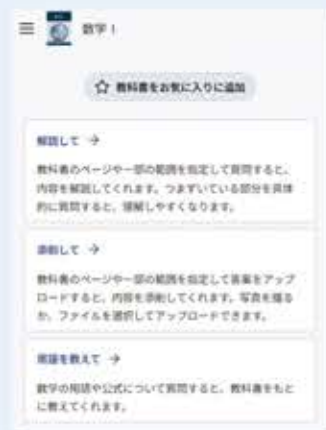 数学 I
教科書をお気に入りに追加
解説して →
教科書のページや一部の範囲を指定して質問すると、
内容を解説してくれます。つまずいている部分を具体
的に質問すると、理解しやすくなります。
添削して →
教科書のページや一部の範囲を指定して答案をアップ
ロードすると、内容を添削してくれます。写真を撮る
か、ファイルを選択してアップロードできます。
用語を教えて →
数学の用語や公式について質問すると、教科書をもと
に教えてくれます。